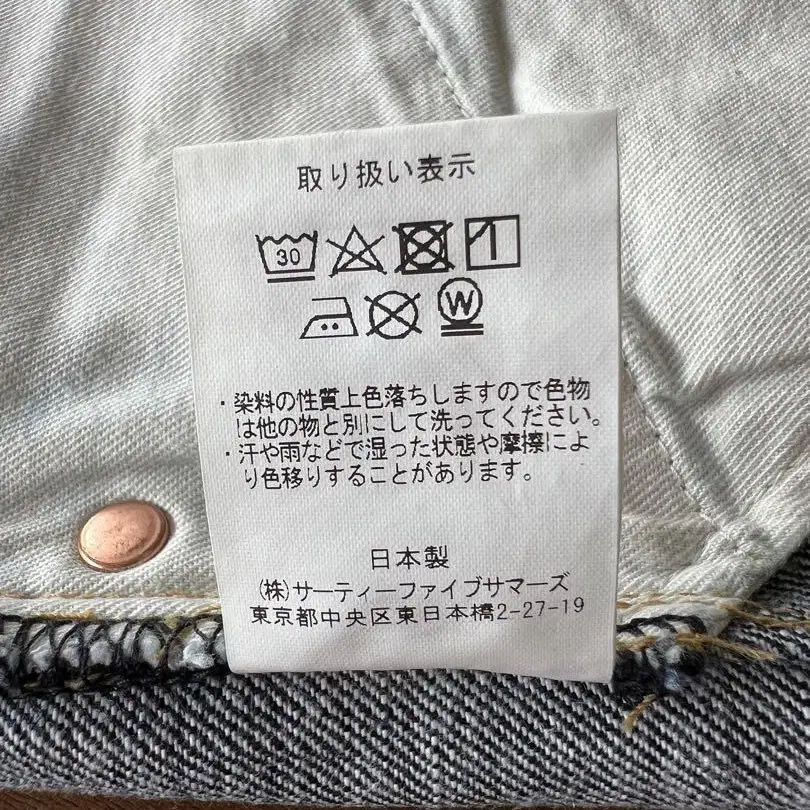 取り扱い表示
30
W
・染料の性質上色落ちしますので色物
は他の物と別にして洗ってください。
・汗や雨などで湿った状態や摩擦によ
り色移りすることがあります。
日本製
(株)サーティーファイブサマーズ
東京都中央区東日本橋2-27-19